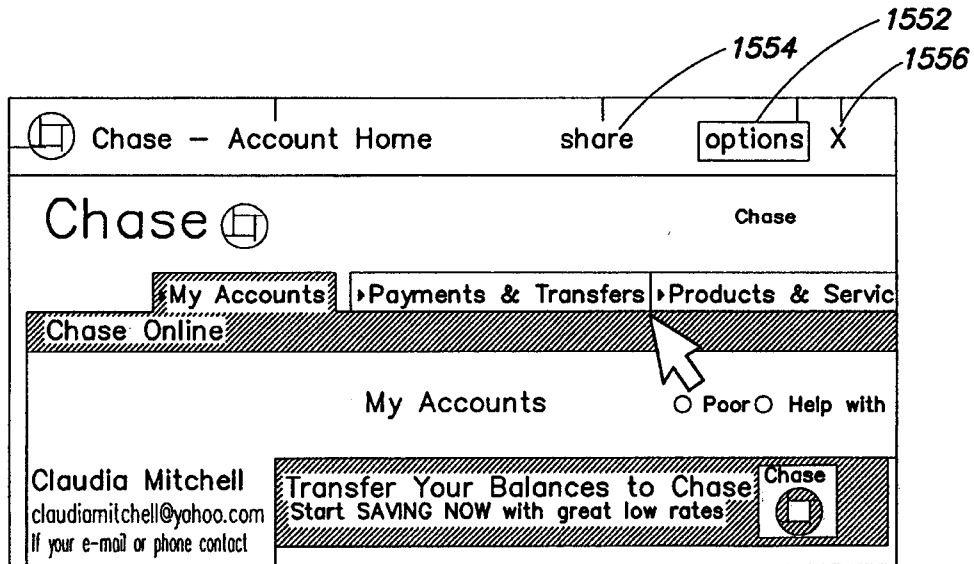 1552
1554
1556
Chase – Account Home share options X
Chase Chase
My Accounts Payments & Transfers Products & Servic
Chase Online
My Accounts Poor Help with
Claudia Mitchell
claudiamitchell@yahoo.com
If your e-mail or phone contact
Transfer Your Balances to Chase
Start SAVING NOW with great low rates
Chase